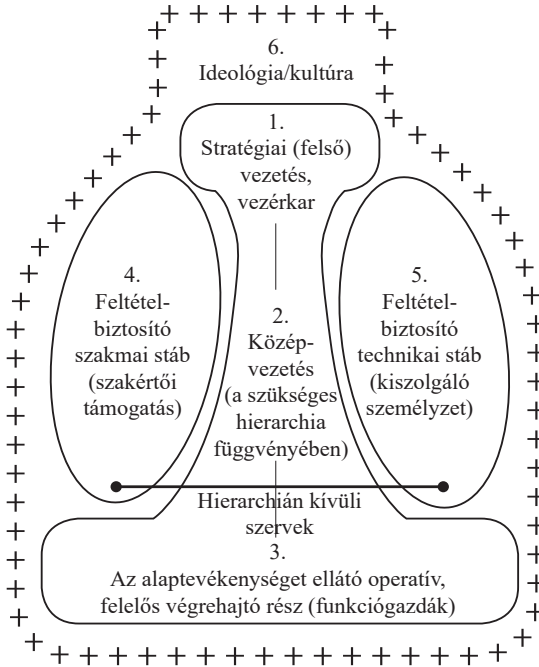 6.
Ideológia/kultúra
1.
Stratégiai (felső)
vezetés,
vezérkar
4.
Feltétel-
biztosító
szakmai stáb
(szakértői
támogatás)
2.
Közép-
vezetés
(a szükséges
hierarchia
függvényében)
5.
Feltétel-
biztosító
technikai stáb
(kiszolgáló
személyzet)
Hierarchián kívüli
szervek
3.
Az alaptevékenységet ellátó operatív,
felelős végrehajtó rész (funkciógazdák)